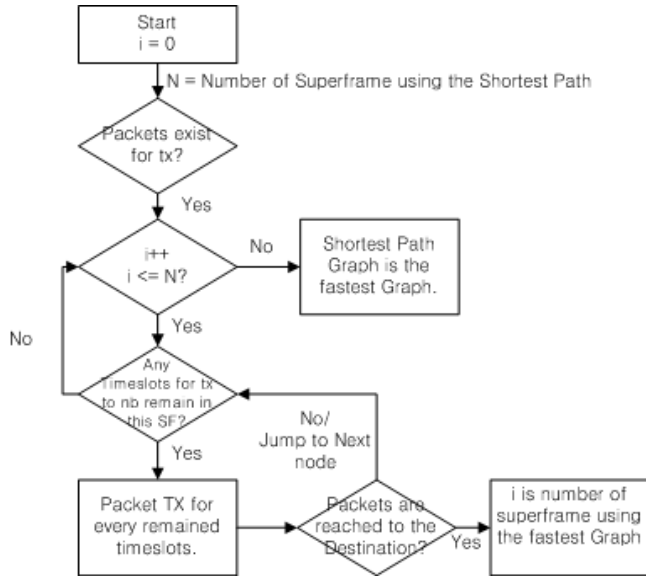 Start
i = 0
N = Number of Superframe using the Shortest Path
Packets exist
for tx?
Yes
i++
i <= N?
No
Shortest Path
Graph is the
fastest Graph.
No
Yes
Any
Timeslots for tx
to nb remain in
this SF?
No/
Jump to Next
node
Yes
Packet TX for
every remained
timeslots.
Packets are
reached to the
Destination?
Yes
i is number of
superframe using
the fastest Graph